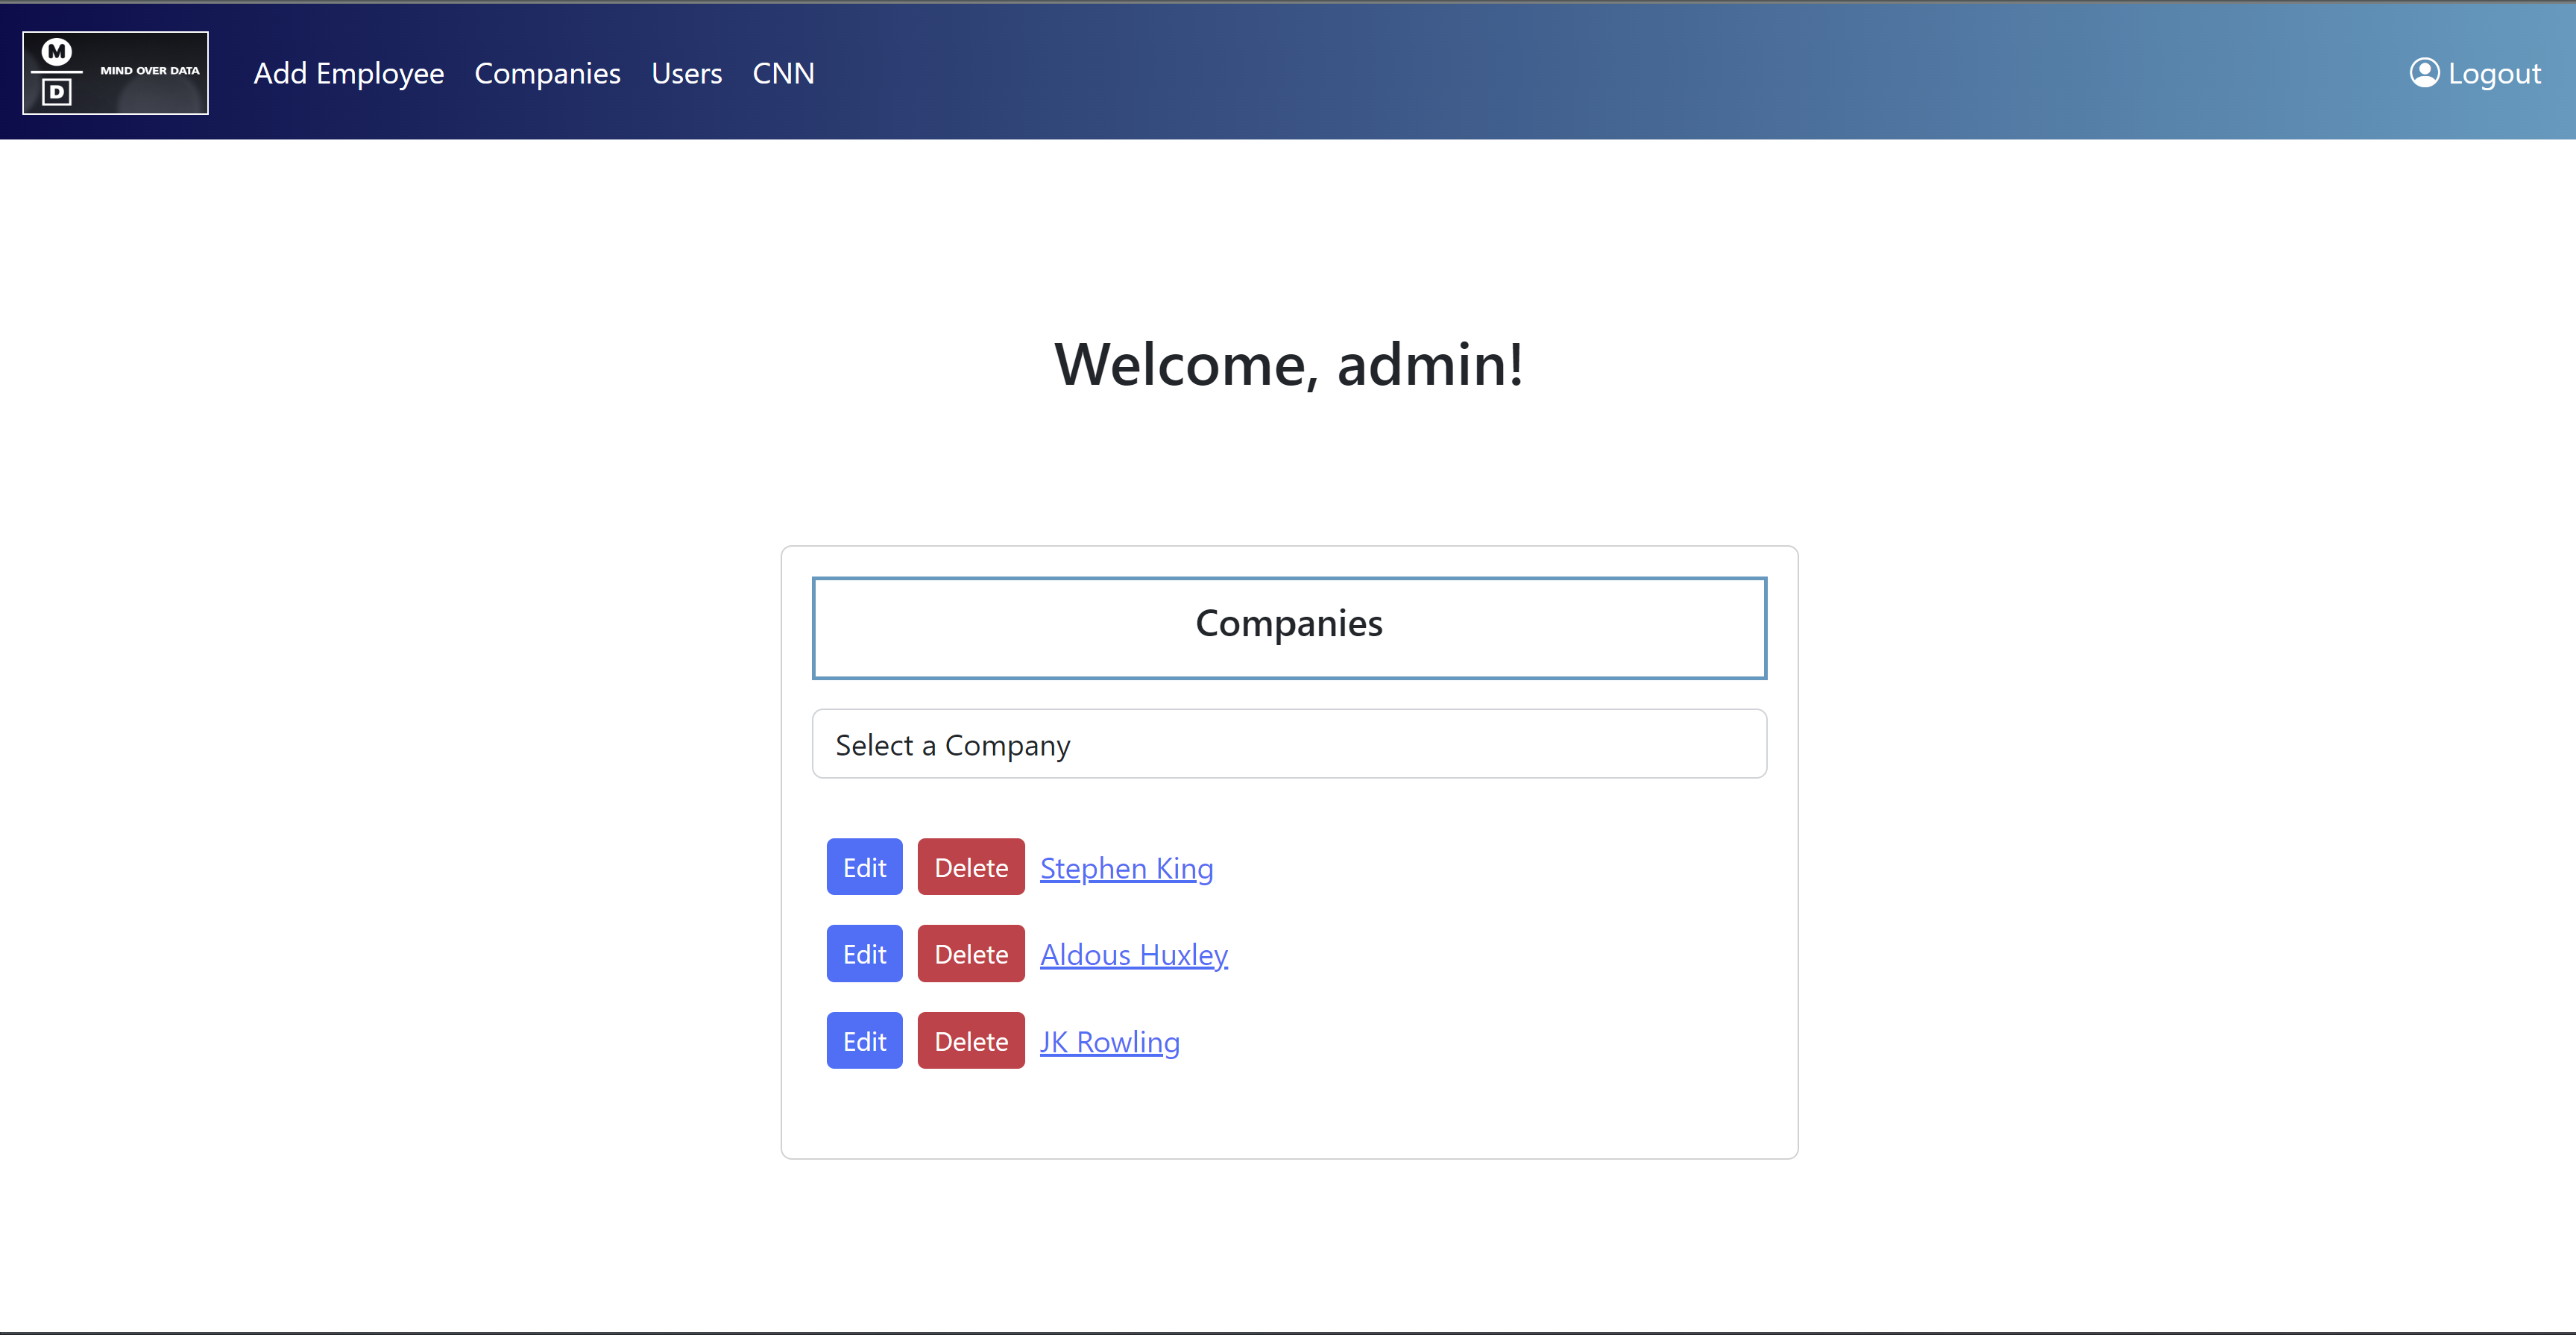 M
D
MIND OVER DATA
Add Employee Companies Users CNN Logout
Welcome, admin!
Companies
Select a Company
Edit Delete Stephen King
Edit Delete Aldous Huxley
Edit Delete JK Rowling